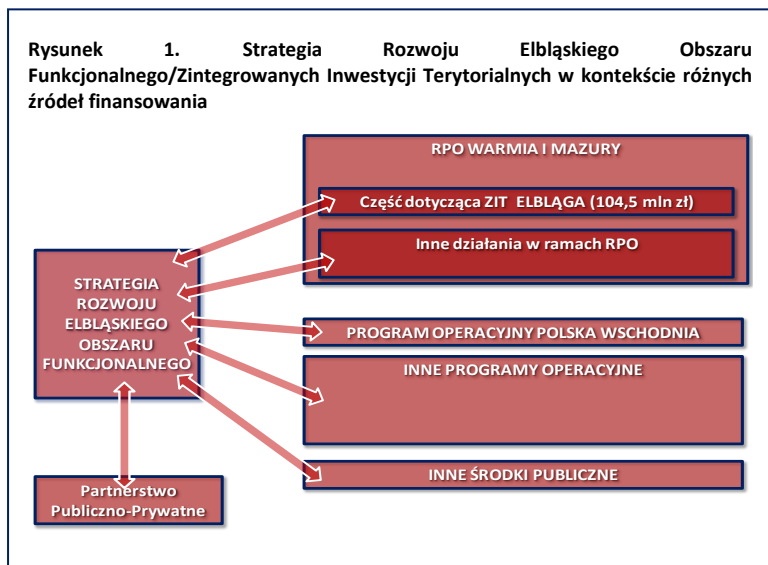 Rysunek 1. Strategia Rozwoju Elbląskiego Obszaru
Funkcjonalnego/Zintegrowanych Inwestycji Terytorialnych w kontekście różnych
źródeł finansowania
RPO WARMIA I MAZURY
Część dotycząca ZIT ELBLĄGA (104,5 mln zł)
Inne działania w ramach RPO
STRATEGIA
ROZWOJU
ELBLĄSKIEGO
OBSZARU
FUNKCJONALNEGO
PROGRAM OPERACYJNY POLSKA WSCHODNIA
INNE PROGRAMY OPERACYJNE
INNE ŚRODKI PUBLICZNE
Partnerstwo
Publiczno-Prywatne